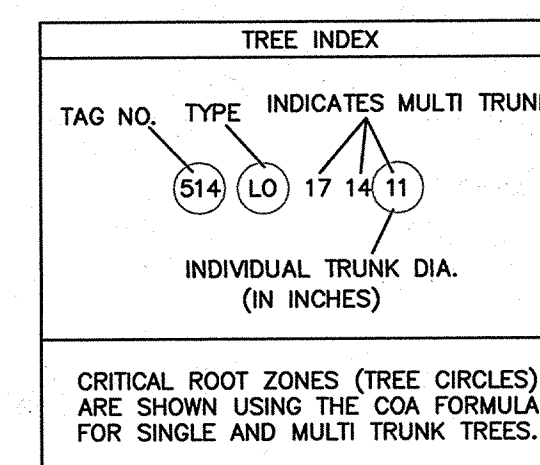 TREE INDEX
TAG NO. TYPE INDICATES MULTI
514 LO 17 14 11
INDIVIDUAL TRUNK DIA.
(IN INCHES)
CRITICAL ROOT ZONES (TREE CIRCLES)
ARE SHOWN USING THE COA FORMULA
FOR SINGLE AND MULTI TRUNK TREES.